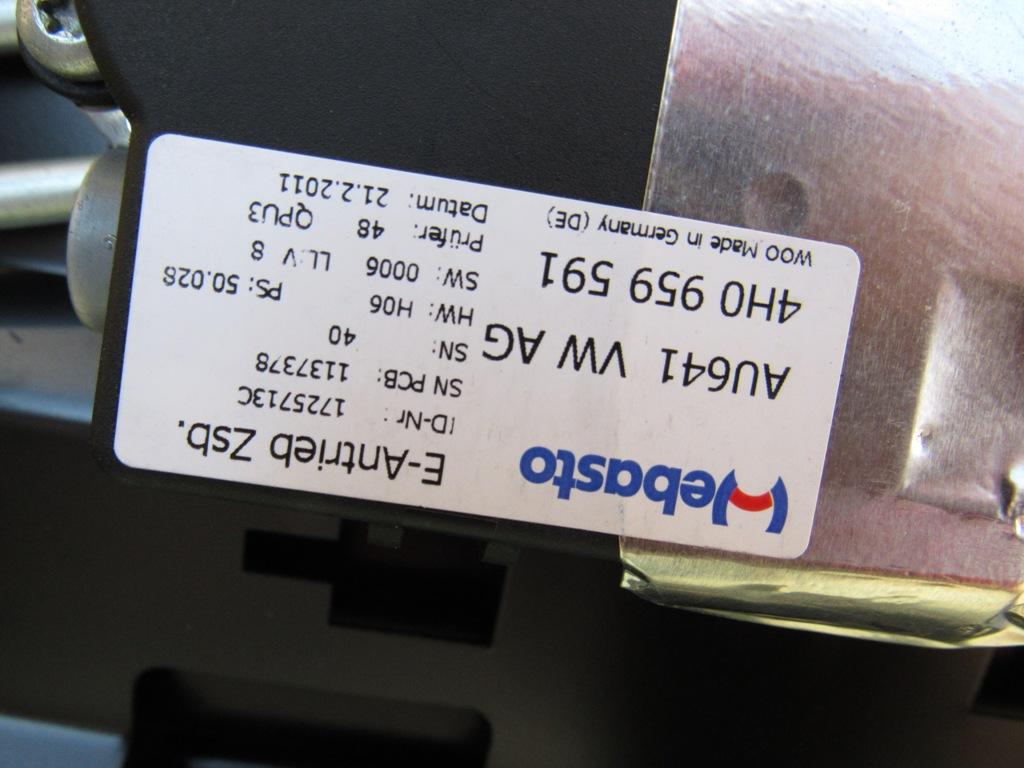 Webasto
E-Antrieb Zsb.
ID-Nr: 1725713C
SN PCB: 1137378
AU641 VW AG
SN: 40
HW: H06 PS: 50.026
4H0 959 591
SW: 0006 LL:V 8
Prüfer: 48 QPU3
WOO Made in Germany (DE)
Datum: 21.2.2011